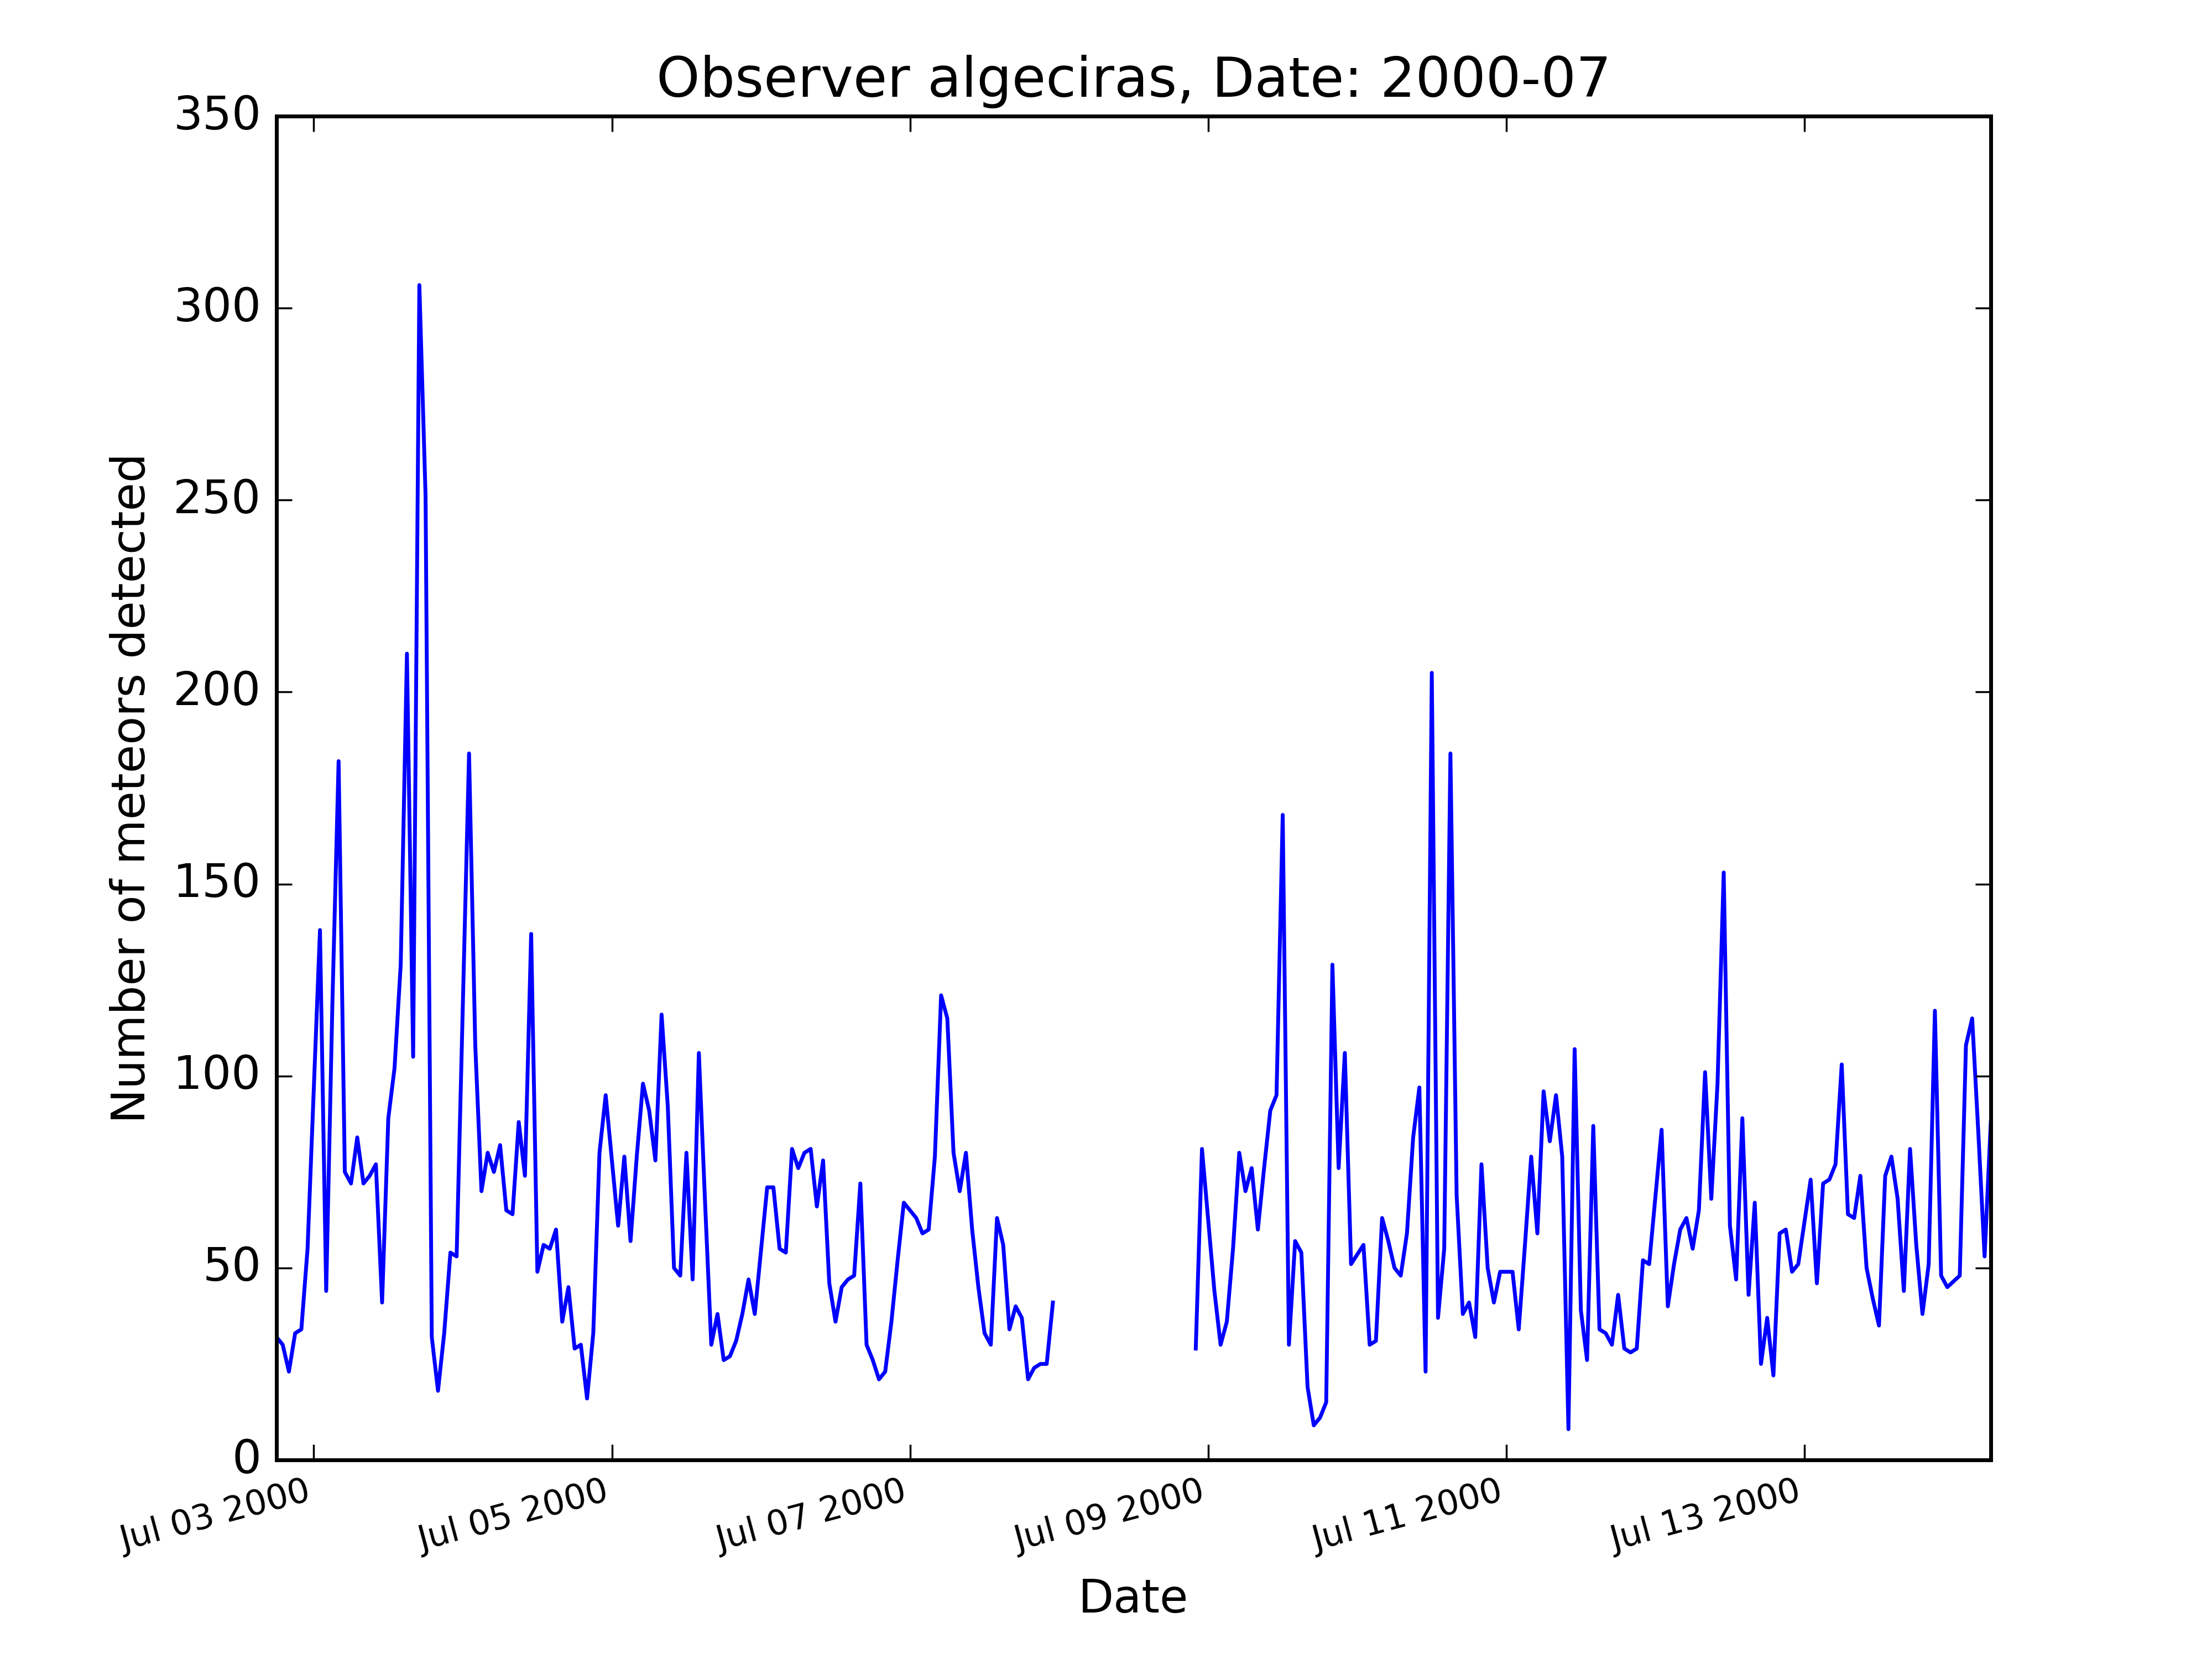 Observer algeciras, Date: 2000-07
350
300
250
200
150
100
50
0
Number of meteors detected
Jul 03 2000
Jul 05 2000
Jul 07 2000
Jul 09 2000
Jul 11 2000
Jul 13 2000
Date